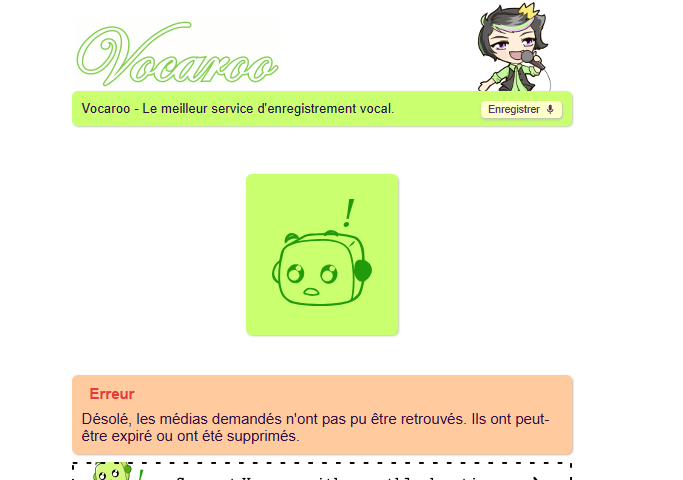 Vocaroo
Vocaroo - Le meilleur service d'enregistrement vocal.
Enregistrer
!
Erreur
Désolé, les médias demandés n'ont pas pu être retrouvés. Ils ont peut-
être expiré ou ont été supprimés.